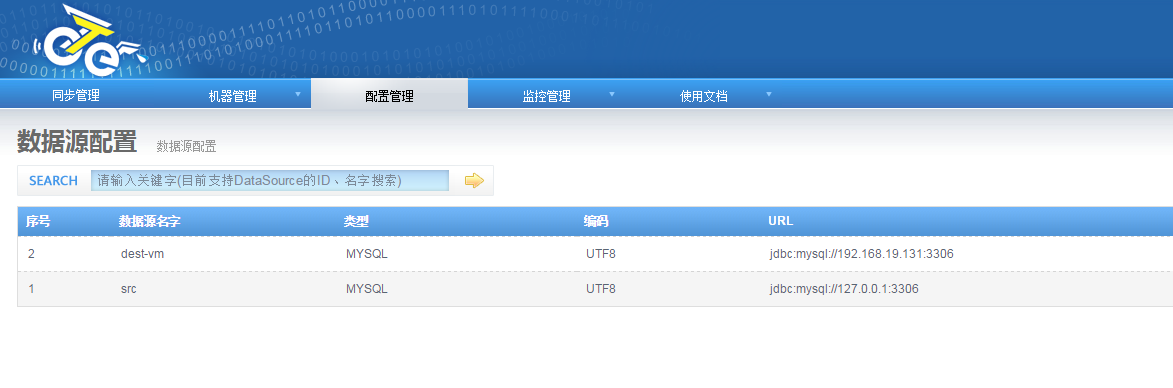 同步管理 机器管理 配置管理 监控管理 使用文档
数据源配置 数据源配置
SEARCH 请输入关键字(目前支持DataSource的ID、名字搜索)
序号 数据源名字 类型 编码 URL
2 dest-vm MYSQL UTF8 jdbc:mysql://192.168.19.131:3306
1 src MYSQL UTF8 jdbc:mysql://127.0.0.1:3306